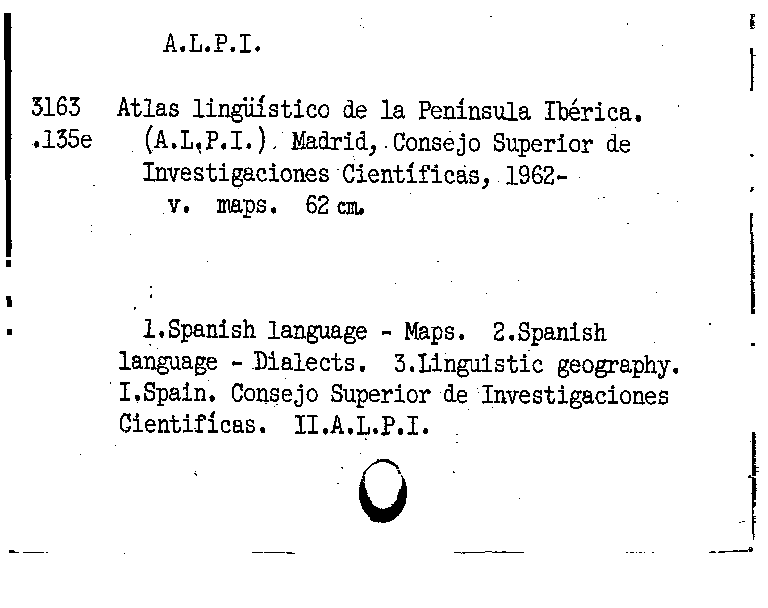 A.L.P.I.
3163 Atlas lingüístico de la Península Ibérica.
.135e (A.L.P.I.). Madrid, Consejo Superior de
Investigaciones Científicas, 1962-
v. maps. 62 cm.
1.Spanish language - Maps. 2.Spanish
language - Dialects. 3.Linguistic geography.
I.Spain. Consejo Superior de Investigaciones
Científicas. II.A.L.P.I.